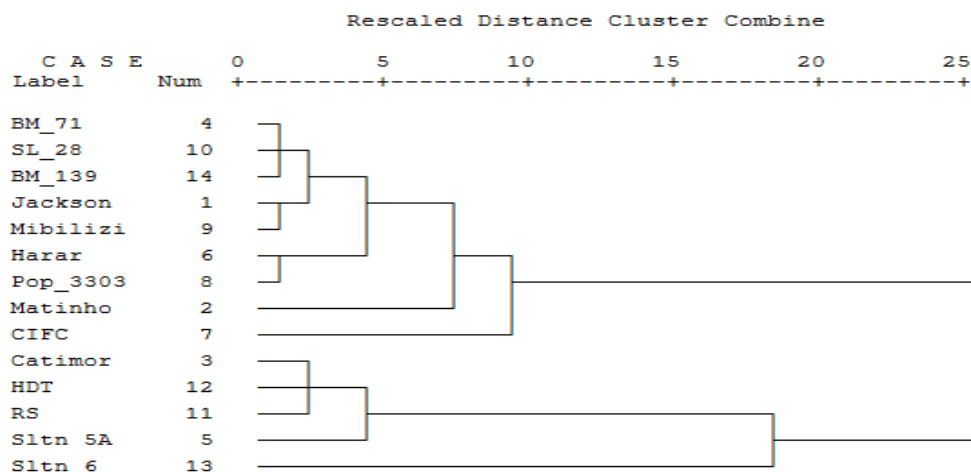 Rescaled Distance Cluster Combine
C A S E 0 5 10 15 20 25
Label Num +---------+---------+---------+---------+---------+
BM_71 4
SL_28 10
BM_139 14
Jackson 1
Mibilizi 9
Harar 6
Pop_3303 8
Matinho 2
CIFC 7
Catimor 3
HDT 12
RS 11
Sltn 5A 5
Sltn 6 13